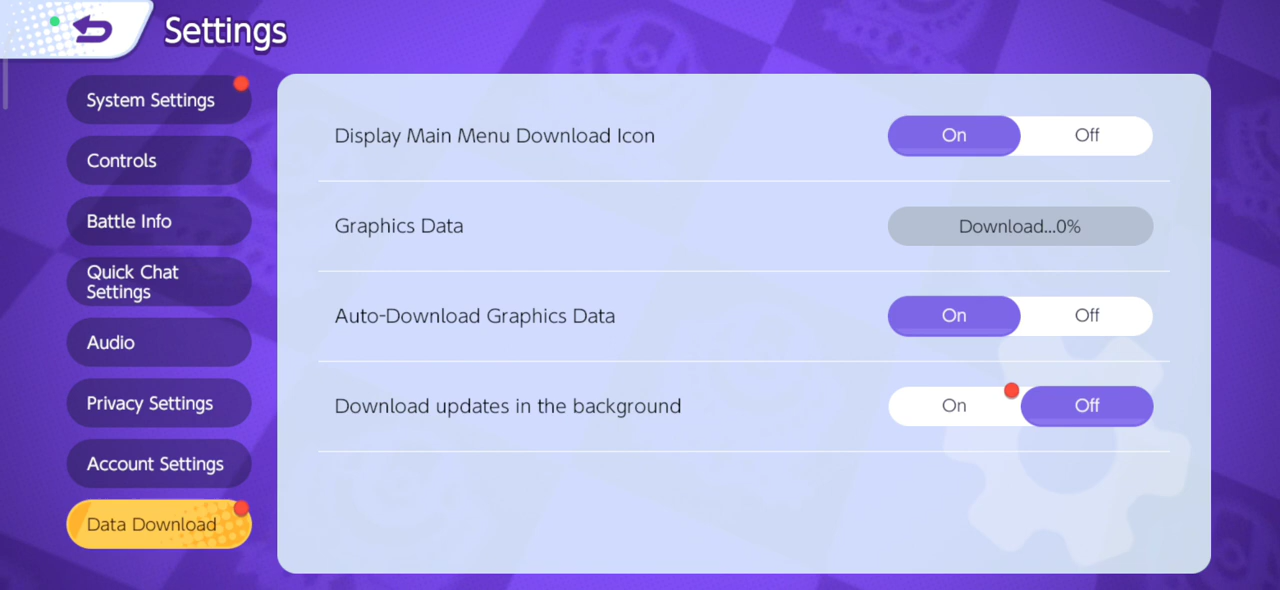 Settings
System Settings
Controls
Battle Info
Quick Chat
Settings
Audio
Privacy Settings
Account Settings
Data Download
Display Main Menu Download Icon
On
Off
Graphics Data
Download...0%
Auto-Download Graphics Data
On
Off
Download updates in the background
On
Off